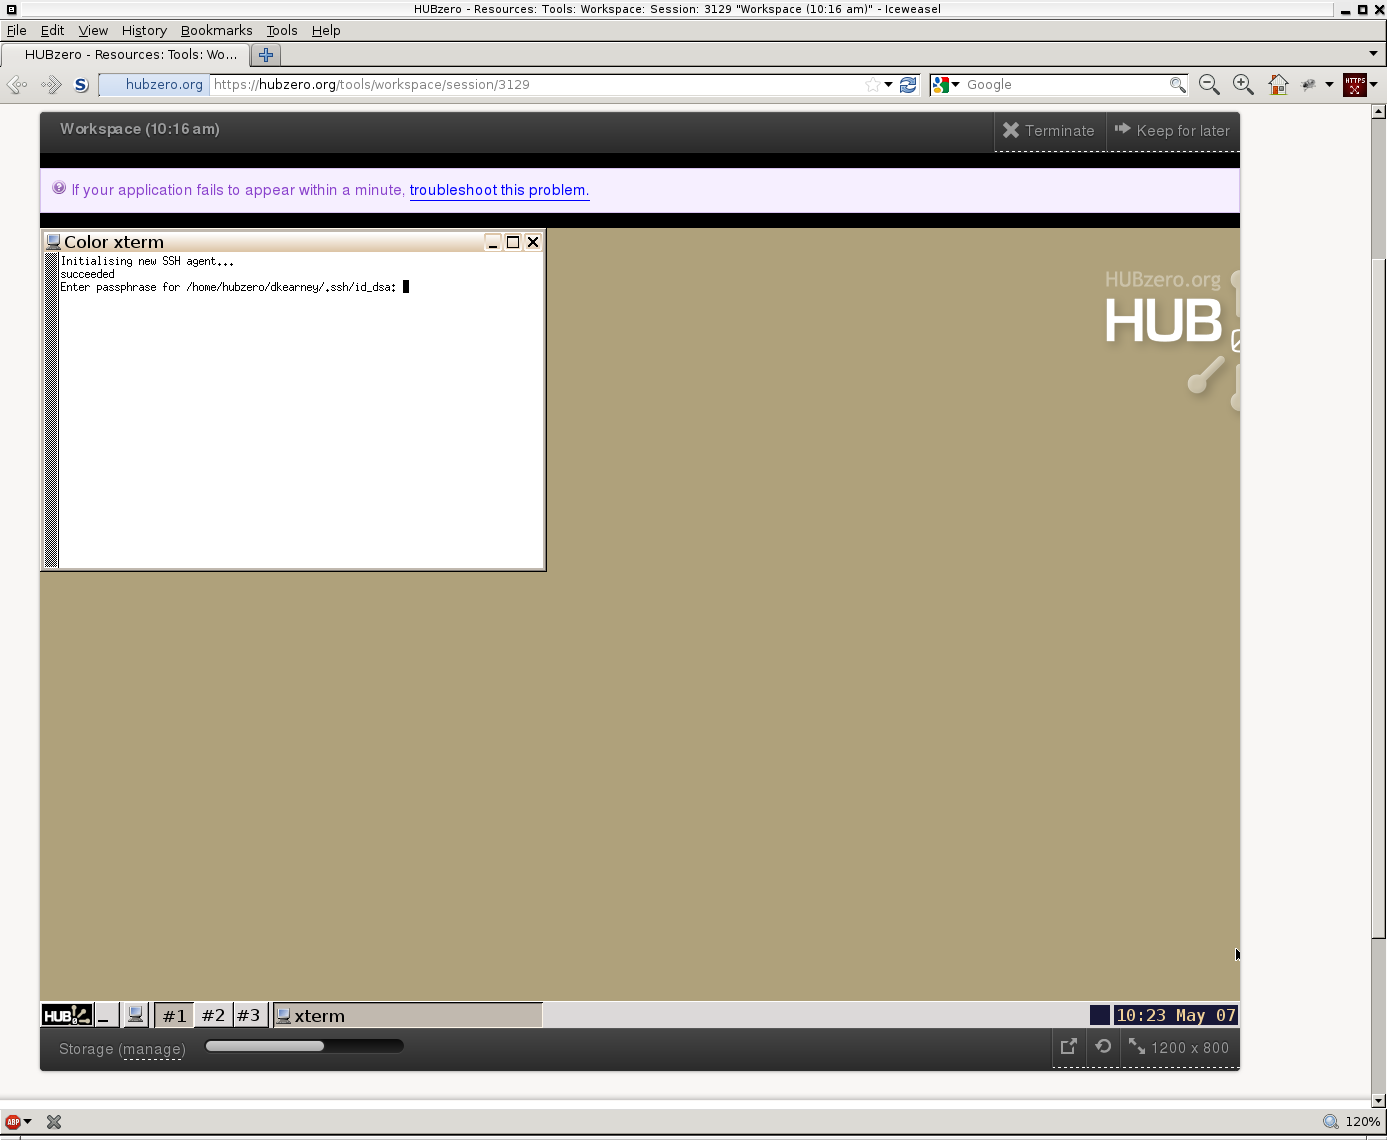 HUBzero - Resources: Tools: Workspace: Session: 3129 "Workspace (10:16 am)" - Iceweasel
File Edit View History Bookmarks Tools Help
HUBzero - Resources: Tools: Wo...
S hubzero.org https://hubzero.org/tools/workspace/session/3129 Google HTTPS
Workspace (10:16 am) Terminate Keep for later
If your application fails to appear within a minute, troubleshoot this problem.
Color xterm
Initialising new SSH agent...
succeeded
Enter passphrase for /home/hubzero/dkearney/.ssh/id_dsa:
HUBzero.org
HUB
HUB #1 #2 #3 xterm 10:23 May 07
Storage (manage) 1200 x 800
ABP 120%